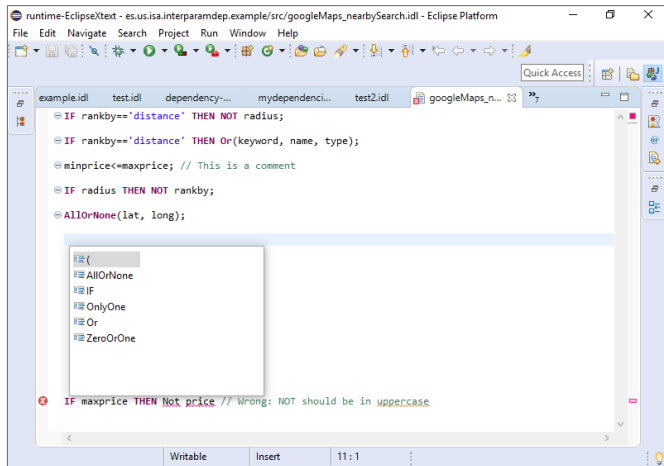 runtime-EclipseXtext - es.us.isa.interparamdep.example/src/googleMaps_nearbySearch.idl - Eclipse Platform
File Edit Navigate Search Project Run Window Help
Quick Access
example.idl test.idl dependency-... mydependenci... test2.idl googleMaps_n... »7
IF rankby=='distance' THEN NOT radius;
IF rankby=='distance' THEN Or(keyword, name, type);
minprice<=maxprice; // This is a comment
IF radius THEN NOT rankby;
AllOrNone(lat, long);
(
AllOrNone
IF
OnlyOne
Or
ZeroOrOne
IF maxprice THEN Not price // Wrong: NOT should be in uppercase
Writable Insert 11 : 1